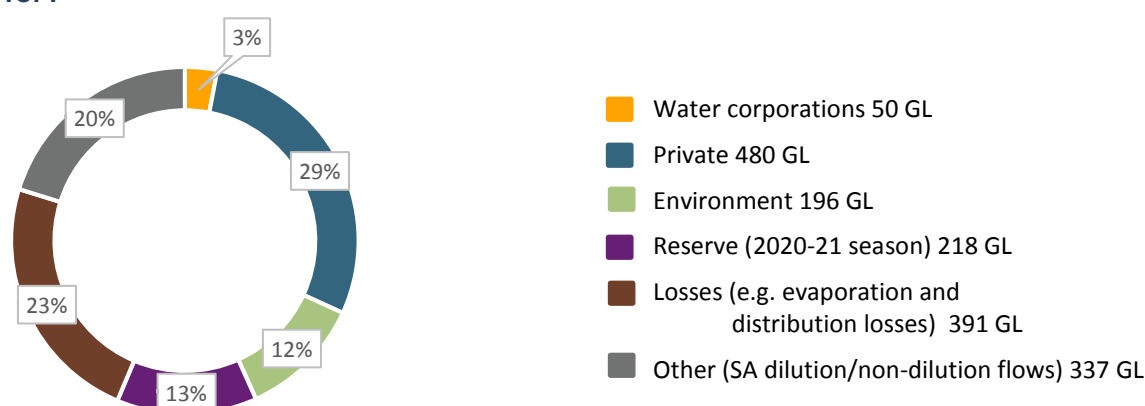 3%
20%
29%
23%
12%
13%
Water corporations 50 GL
Private 480 GL
Environment 196 GL
Reserve (2020-21 season) 218 GL
Losses (e.g. evaporation and
distribution losses) 391 GL
Other (SA dilution/non-dilution flows) 337 GL